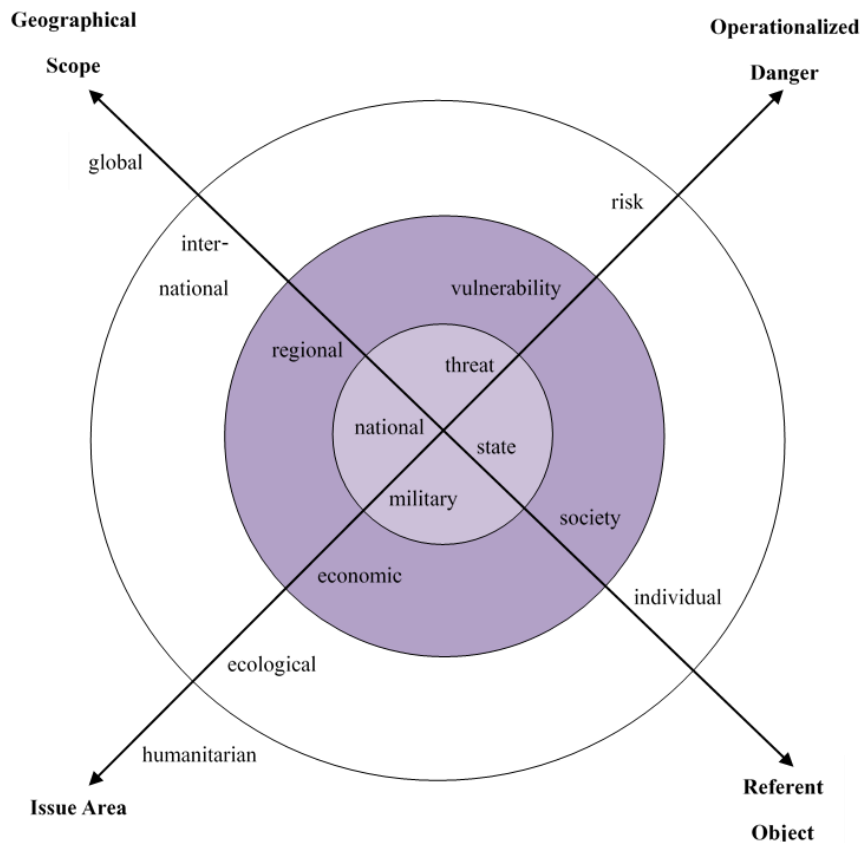 Geographical
Scope
Operationalized
Danger
global
risk
inter-
national
vulnerability
regional
threat
national
state
military
society
economic
individual
ecological
humanitarian
Issue Area
Referent
Object